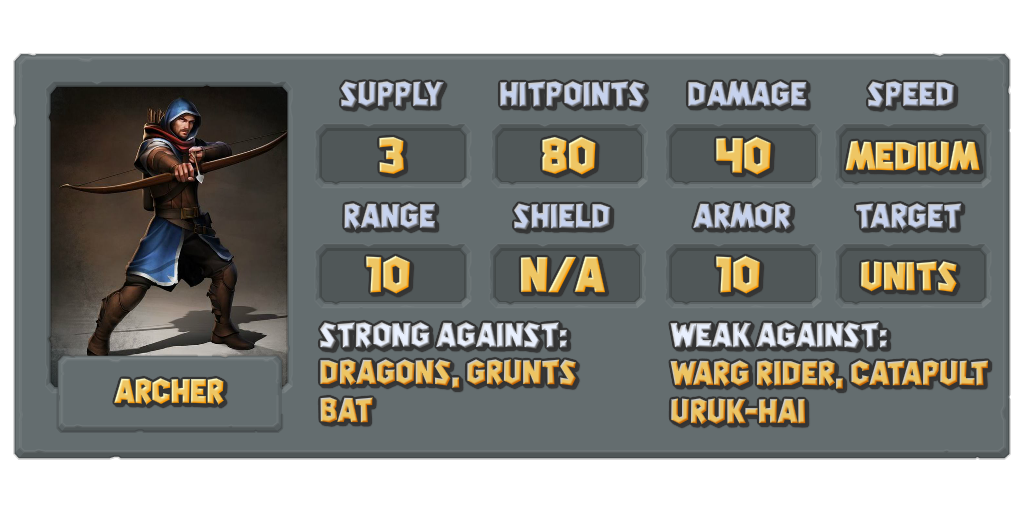 SUPPLY HITPOINTS DAMAGE SPEED
3 80 40 MEDIUM
RANGE SHIELD ARMOR TARGET
10 N/A 10 UNITS
STRONG AGAINST:
DRAGONS, GRUNTS
BAT
WEAK AGAINST:
WARG RIDER, CATAPULT
URUK-HAI
ARCHER